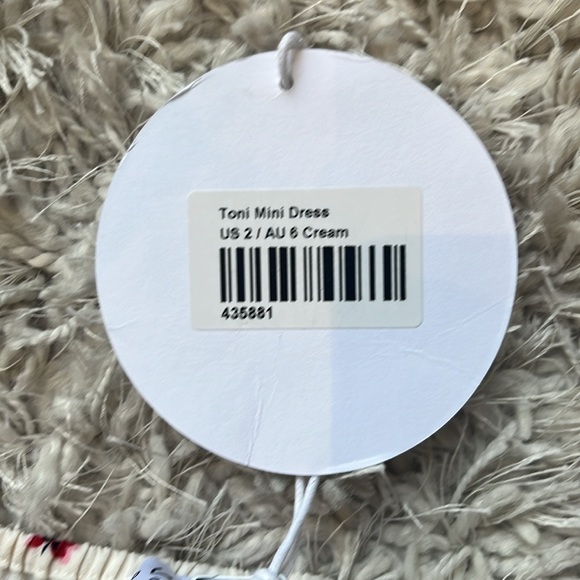 Toni Mini Dress
US 2 / AU 6 Cream
435881